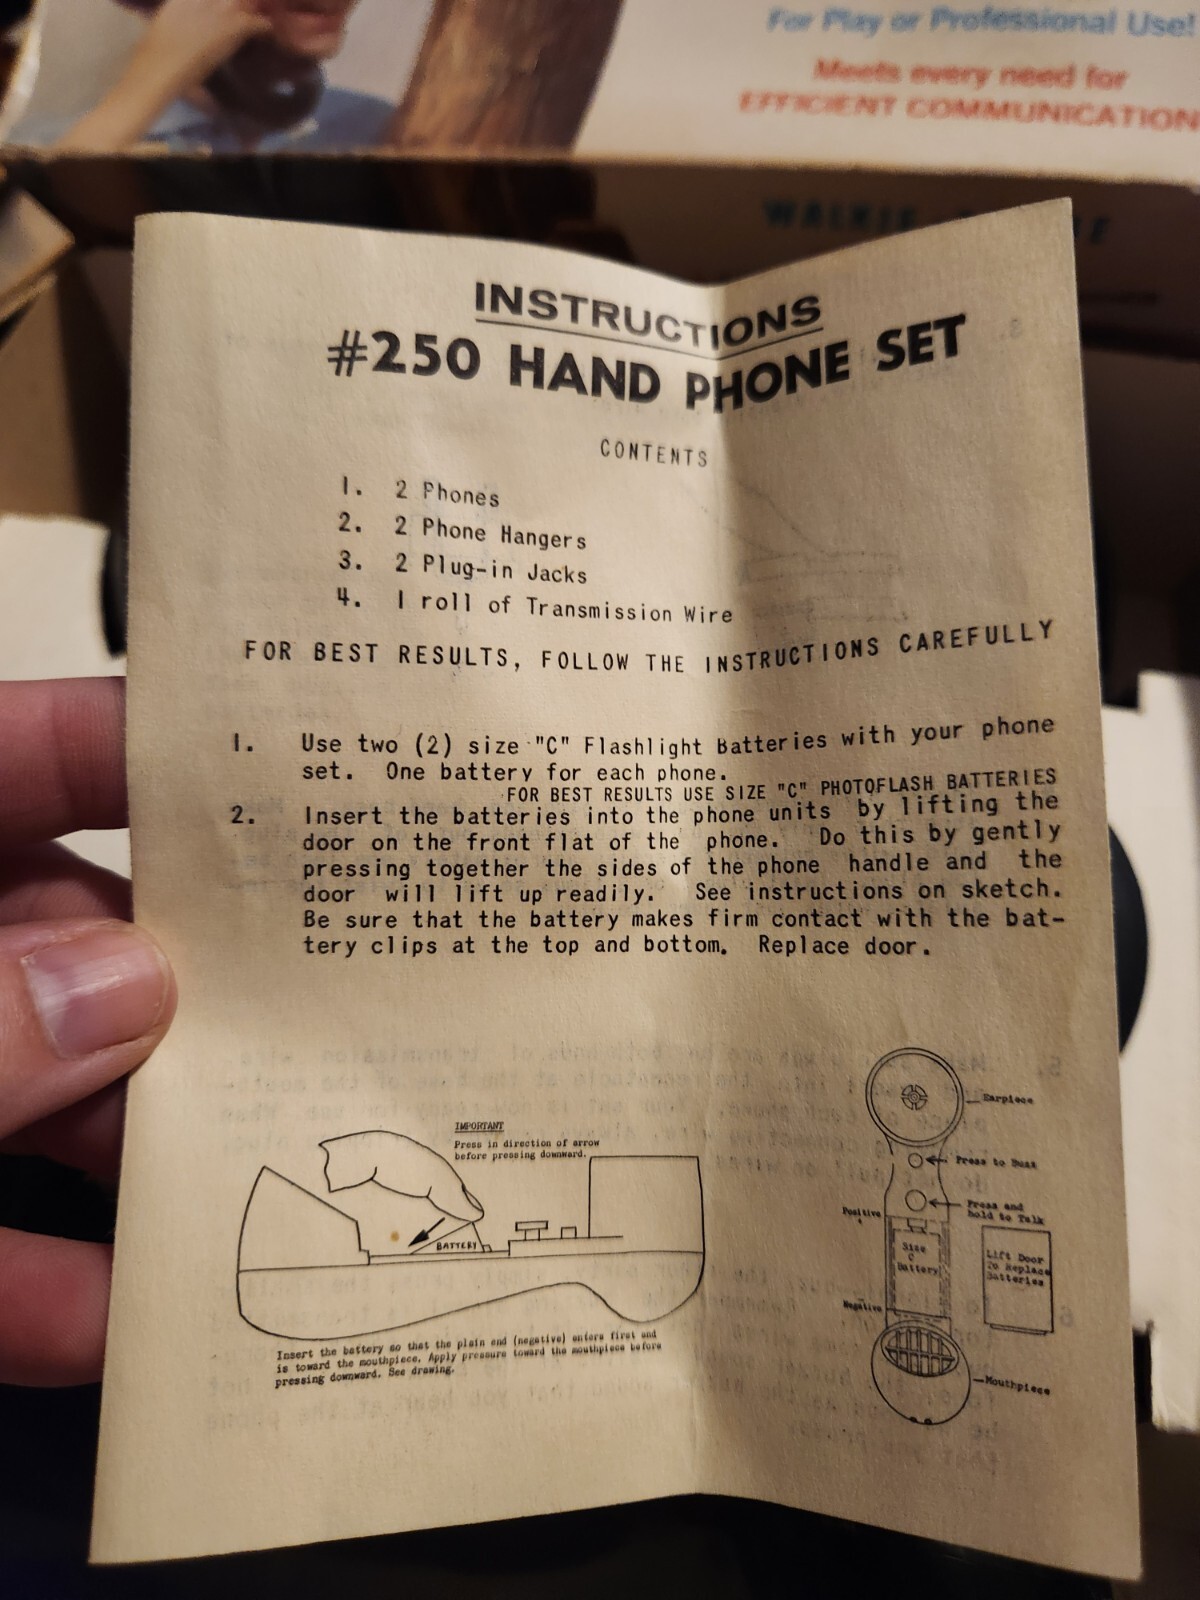 For Play or Professional Use!
Meets every need for
EFFICIENT COMMUNICATION
INSTRUCTIONS
#250 HAND PHONE SET
CONTENTS
1. 2 Phones
2. 2 Phone Hangers
3. 2 Plug-in Jacks
4. 1 roll of Transmission Wire
FOR BEST RESULTS, FOLLOW THE INSTRUCTIONS CAREFULLY
1. Use two (2) size "C" Flashlight Batteries with your phone
set. One battery for each phone.
FOR BEST RESULTS USE SIZE "C" PHOTOFLASH BATTERIES
2. Insert the batteries into the phone units by lifting the
door on the front flat of the phone. Do this by gently
pressing together the sides of the phone handle and the
door will lift up readily. See instructions on sketch.
Be sure that the battery makes firm contact with the bat-
tery clips at the top and bottom. Replace door.
IMPORTANT
Press in direction of arrow
before pressing downward.
BATTERY
Insert the battery so that the plain end (negative) enters first and
is toward the mouthpiece. Apply pressure toward the mouthpiece before
pressing downward. See drawing.
Earpiece
Press to Buzz
Press and
hold to Talk
Positive
Size
C
Battery
Lift Door
To Replace
Batteries
Negative
Mouthpiece